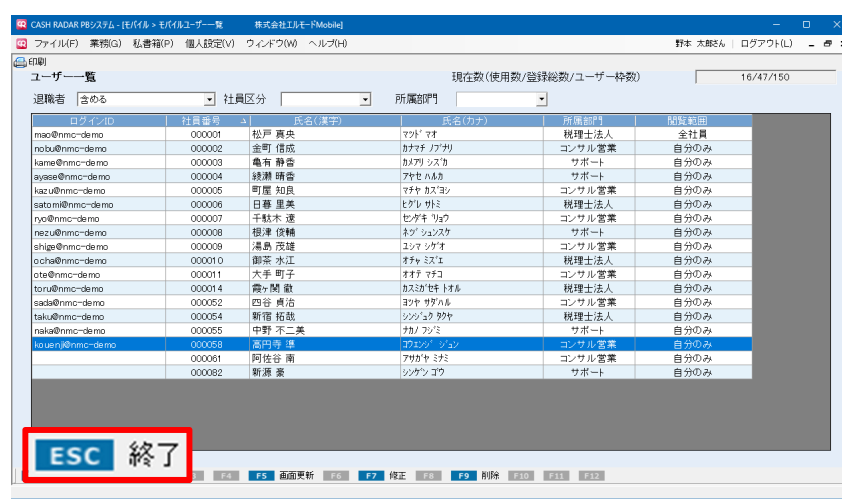 CASH RADAR PBシステム - [モバイル > モバイルユーザー一覧 株式会社エルモードMobile]
ファイル(F) 業務(G) 私書箱(P) 個人設定(V) ウィンドウ(W) ヘルプ(H) 野本 太郎さん ログアウト(L)
印刷
ユーザー一覧 現在数(使用数/登録総数/ユーザー枠数) 16/47/150
退職者 含める 社員区分 所属部門
ログインID 社員番号 氏名(漢字) 氏名(カナ) 所属部門 閲覧範囲
mao@nmc-demo 000001 松戸 真央 マツド マオ 税理士法人 全社員
nobu@nmc-demo 000002 金町 信成 カナマチ ノブナリ コンサル営業 自分のみ
kame@nmc-demo 000003 亀有 静香 カメアリ シズカ サポート 自分のみ
ayase@nmc-demo 000004 綾瀬 晴香 アヤセ ハルカ 税理士法人 自分のみ
kazu@nmc-demo 000005 町屋 知良 マチヤ カズヨシ コンサル営業 自分のみ
satomi@nmc-demo 000006 日暮 里美 ヒグレ サトミ 税理士法人 自分のみ
ryo@nmc-demo 000007 千駄木 遼 センダギ リョウ コンサル営業 自分のみ
nezu@nmc-demo 000008 根津 俊輔 ネヅ シュンスケ サポート 自分のみ
shige@nmc-demo 000009 湯島 茂雄 ユシマ シゲオ コンサル営業 自分のみ
ocha@nmc-demo 000010 御茶 水江 オチャ ミズエ 税理士法人 自分のみ
ote@nmc-demo 000011 大手 町子 オオテ マチコ コンサル営業 自分のみ
toru@nmc-demo 000014 霞ヶ関 徹 カスミガセキ トオル 税理士法人 自分のみ
sada@nmc-demo 000052 四谷 貞治 ヨツヤ サダハル コンサル営業 自分のみ
taku@nmc-demo 000054 新宿 拓哉 シンジュク タクヤ 税理士法人 自分のみ
naka@nmc-demo 000055 中野 不二美 ナカノ フジミ サポート 自分のみ
kouenji@nmc-demo 000058 高円寺 準 コウエンジ ジュン コンサル営業 自分のみ
000061 阿佐谷 南 アサガヤ ミナミ コンサル営業 自分のみ
000082 新源 豪 シンゲン ゴウ サポート 自分のみ
ESC 終了
F4 F5 画面更新 F6 F7 修正 F8 F9 削除 F10 F11 F12